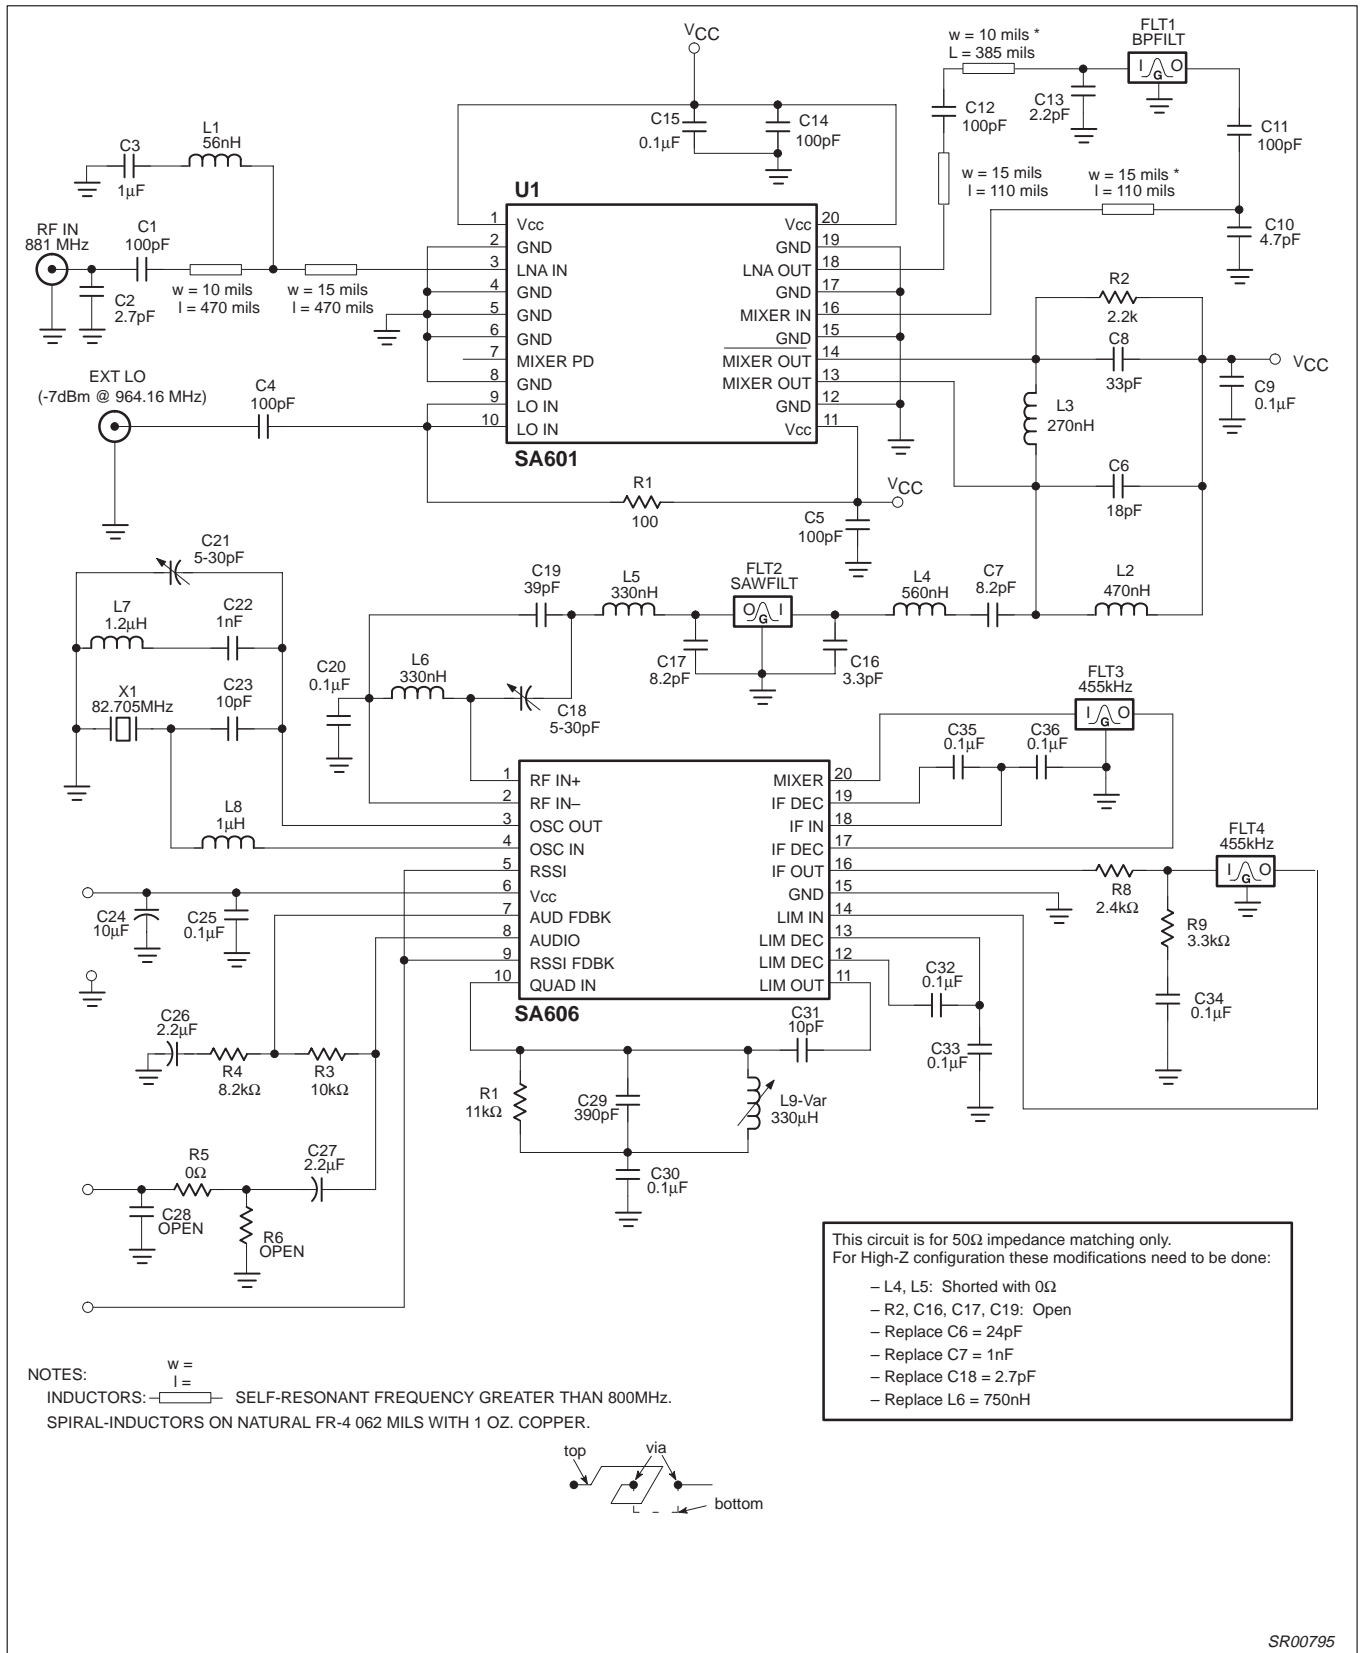 VCC
w = 10 mils *
L = 385 mils
FLT1
BPFILT
I G O
C15
0.1μF
C14
100pF
C12
100pF
C13
2.2pF
C11
100pF
L1
56nH
C3
1μF
w = 15 mils
l = 110 mils
w = 15 mils *
l = 110 mils
C10
4.7pF
RF IN
881 MHz
C1
100pF
C2
2.7pF
w = 10 mils
l = 470 mils
w = 15 mils
l = 470 mils
U1
1 Vcc
2 GND
3 LNA IN
4 GND
5 GND
6 GND
7 MIXER PD
8 GND
9 LO IN
10 LO IN
Vcc 20
GND 19
LNA OUT 18
GND 17
MIXER IN 16
GND 15
MIXER OUT 14
MIXER OUT 13
GND 12
Vcc 11
SA601
R2
2.2k
C8
33pF
VCC
C9
0.1μF
L3
270nH
C6
18pF
EXT LO
(-7dBm @ 964.16 MHz)
C4
100pF
R1
100
VCC
C5
100pF
C21
5-30pF
L7
1.2μH
C22
1nF
X1
82.705MHz
C23
10pF
L8
1μH
C19
39pF
L5
330nH
FLT2
SAWFILT
O G I
L4
560nH
C7
8.2pF
L2
470nH
C20
0.1μF
L6
330nH
C18
5-30pF
C17
8.2pF
C16
3.3pF
FLT3
455kHz
I G O
C35
0.1μF
C36
0.1μF
1 RF IN+
2 RF IN–
3 OSC OUT
4 OSC IN
5 RSSI
6 Vcc
7 AUD FDBK
8 AUDIO
9 RSSI FDBK
10 QUAD IN
MIXER 20
IF DEC 19
IF IN 18
IF DEC 17
IF OUT 16
GND 15
LIM IN 14
LIM DEC 13
LIM DEC 12
LIM OUT 11
SA606
FLT4
455kHz
I G O
R8
2.4kΩ
R9
3.3kΩ
C34
0.1μF
C24
10μF
C25
0.1μF
C32
0.1μF
C33
0.1μF
C31
10pF
C26
2.2μF
R4
8.2kΩ
R3
10kΩ
R1
11kΩ
C29
390pF
L9-Var
330μH
C30
0.1μF
R5
0Ω
C27
2.2μF
C28
OPEN
R6
OPEN
This circuit is for 50Ω impedance matching only.
For High-Z configuration these modifications need to be done:
– L4, L5: Shorted with 0Ω
– R2, C16, C17, C19: Open
– Replace C6 = 24pF
– Replace C7 = 1nF
– Replace C18 = 2.7pF
– Replace L6 = 750nH
NOTES:
w =
l =
INDUCTORS: SELF-RESONANT FREQUENCY GREATER THAN 800MHz.
SPIRAL-INDUCTORS ON NATURAL FR-4 062 MILS WITH 1 OZ. COPPER.
top
via
bottom
SR00795